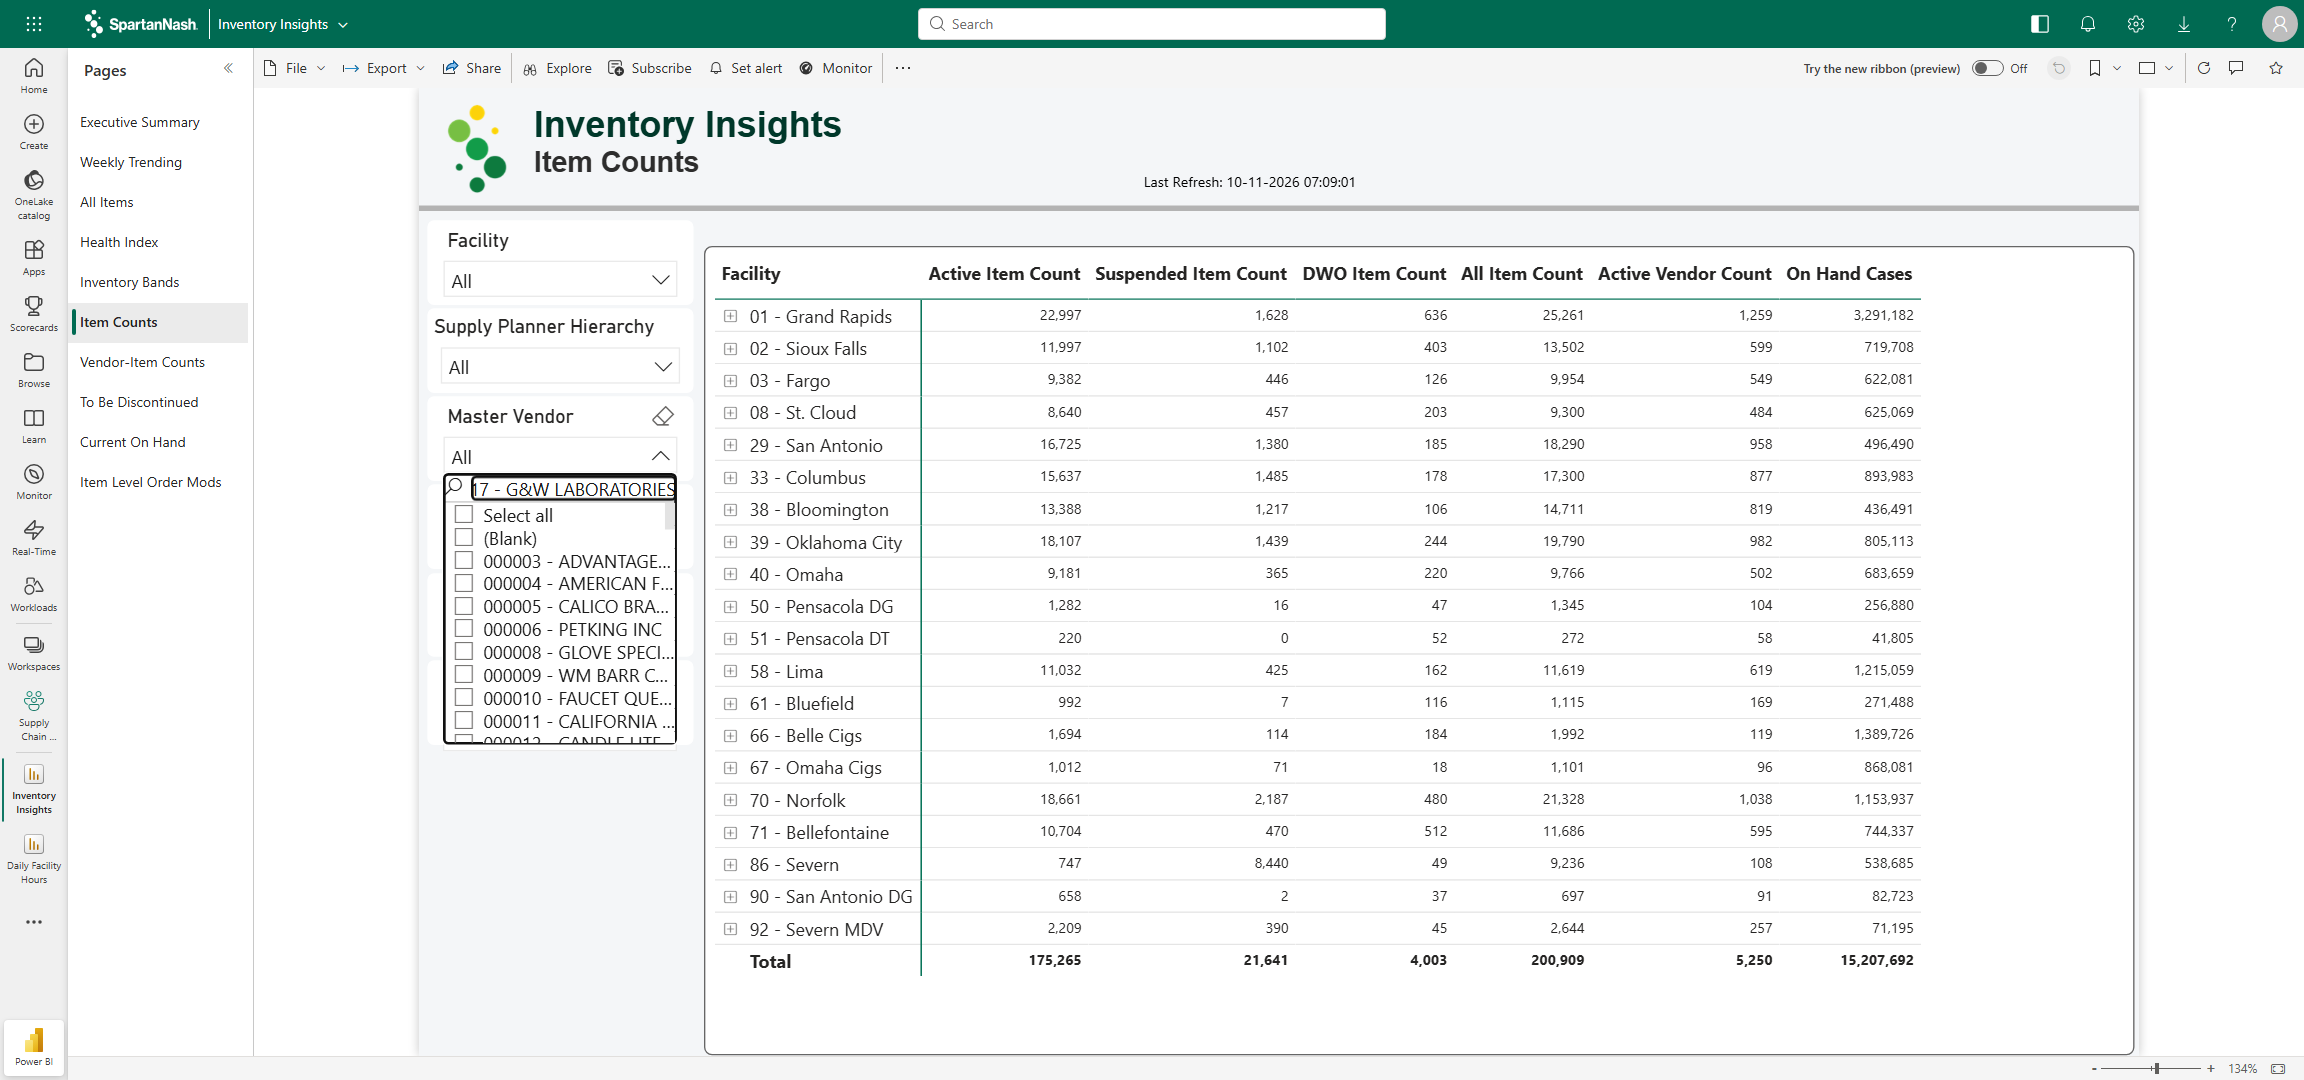 SpartanNash
Inventory Insights
Search
Home
Create
OneLake
catalog
Apps
Scorecards
Browse
Learn
Monitor
Real-Time
Workloads
Workspaces
Supply
Chain ...
Inventory
Insights
Daily Facility
Hours
Power BI
Pages
Executive Summary
Weekly Trending
All Items
Health Index
Inventory Bands
Item Counts
Vendor-Item Counts
To Be Discontinued
Current On Hand
Item Level Order Mods
File Export Share Explore Subscribe Set alert Monitor ...
Try the new ribbon (preview) Off
Inventory Insights
Item Counts
Last Refresh: 10-11-2026 07:09:01
Facility
All
Supply Planner Hierarchy
All
Master Vendor
All
17 - G&W LABORATORIES
Select all
(Blank)
000003 - ADVANTAGE...
000004 - AMERICAN F...
000005 - CALICO BRA...
000006 - PETKING INC
000008 - GLOVE SPECI...
000009 - WM BARR C...
000010 - FAUCET QUE...
000011 - CALIFORNIA ...
000012 - CANDLE LITE
Facility Active Item Count Suspended Item Count DWO Item Count All Item Count Active Vendor Count On Hand Cases
01 - Grand Rapids 22,997 1,628 636 25,261 1,259 3,291,182
02 - Sioux Falls 11,997 1,102 403 13,502 599 719,708
03 - Fargo 9,382 446 126 9,954 549 622,081
08 - St. Cloud 8,640 457 203 9,300 484 625,069
29 - San Antonio 16,725 1,380 185 18,290 958 496,490
33 - Columbus 15,637 1,485 178 17,300 877 893,983
38 - Bloomington 13,388 1,217 106 14,711 819 436,491
39 - Oklahoma City 18,107 1,439 244 19,790 982 805,113
40 - Omaha 9,181 365 220 9,766 502 683,659
50 - Pensacola DG 1,282 16 47 1,345 104 256,880
51 - Pensacola DT 220 0 52 272 58 41,805
58 - Lima 11,032 425 162 11,619 619 1,215,059
61 - Bluefield 992 7 116 1,115 169 271,488
66 - Belle Cigs 1,694 114 184 1,992 119 1,389,726
67 - Omaha Cigs 1,012 71 18 1,101 96 868,081
70 - Norfolk 18,661 2,187 480 21,328 1,038 1,153,937
71 - Bellefontaine 10,704 470 512 11,686 595 744,337
86 - Severn 747 8,440 49 9,236 108 538,685
90 - San Antonio DG 658 2 37 697 91 82,723
92 - Severn MDV 2,209 390 45 2,644 257 71,195
Total 175,265 21,641 4,003 200,909 5,250 15,207,692
- + 134%